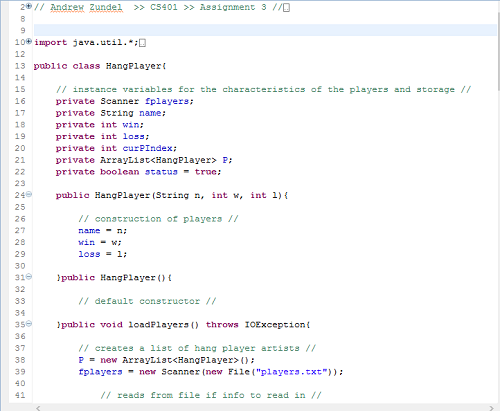 2 // Andrew Zundel  >> CS401 >> Assignment 3 //
8
9
10 import java.util.*;
12
13 public class HangPlayer{
14
15     // instance variables for the characteristics of the players and storage //
16     private Scanner fplayers;
17     private String name;
18     private int win;
19     private int loss;
20     private int curPIndex;
21     private ArrayList<HangPlayer> P;
22     private boolean status = true;
23
24     public HangPlayer(String n, int w, int l){
25
26         // construction of players //
27         name = n;
28         win = w;
29         loss = l;
30
31     }public HangPlayer(){
32
33         // default constructor //
34
35     }public void loadPlayers() throws IOException{
36
37         // creates a list of hang player artists //
38         P = new ArrayList<HangPlayer>();
39         fplayers = new Scanner(new File("players.txt"));
40
41             // reads from file if info to read in //